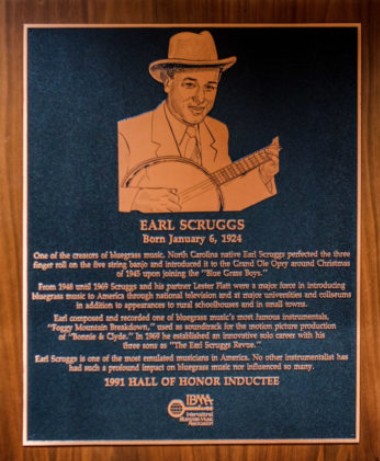 EARL SCRUGGS
Born January 6, 1924
One of the creators of bluegrass music, North Carolina native Earl Scruggs perfected the three
finger roll on the five string banjo and introduced it to the Grand Ole Opry around Christmas
of 1945 upon joining the "Blue Grass Boys."
From 1948 until 1969 Scruggs and his partner Lester Flatt were a major force in introducing
bluegrass music to America through national television and at major universities and coliseums
in addition to appearances to rural schoolhouses and in small towns.
Earl composed and recorded one of bluegrass music's most famous instrumentals,
"Foggy Mountain Breakdown," used as soundtrack for the motion picture production
of "Bonnie & Clyde." In 1969 he established an innovative solo career with his
three sons as "The Earl Scruggs Revue."
Earl Scruggs is one of the most emulated musicians in America. No other instrumentalist has
had such a profound impact on bluegrass music nor influenced so many.
1991 HALL OF HONOR INDUCTEE
IBMA
International
Bluegrass Music
Association